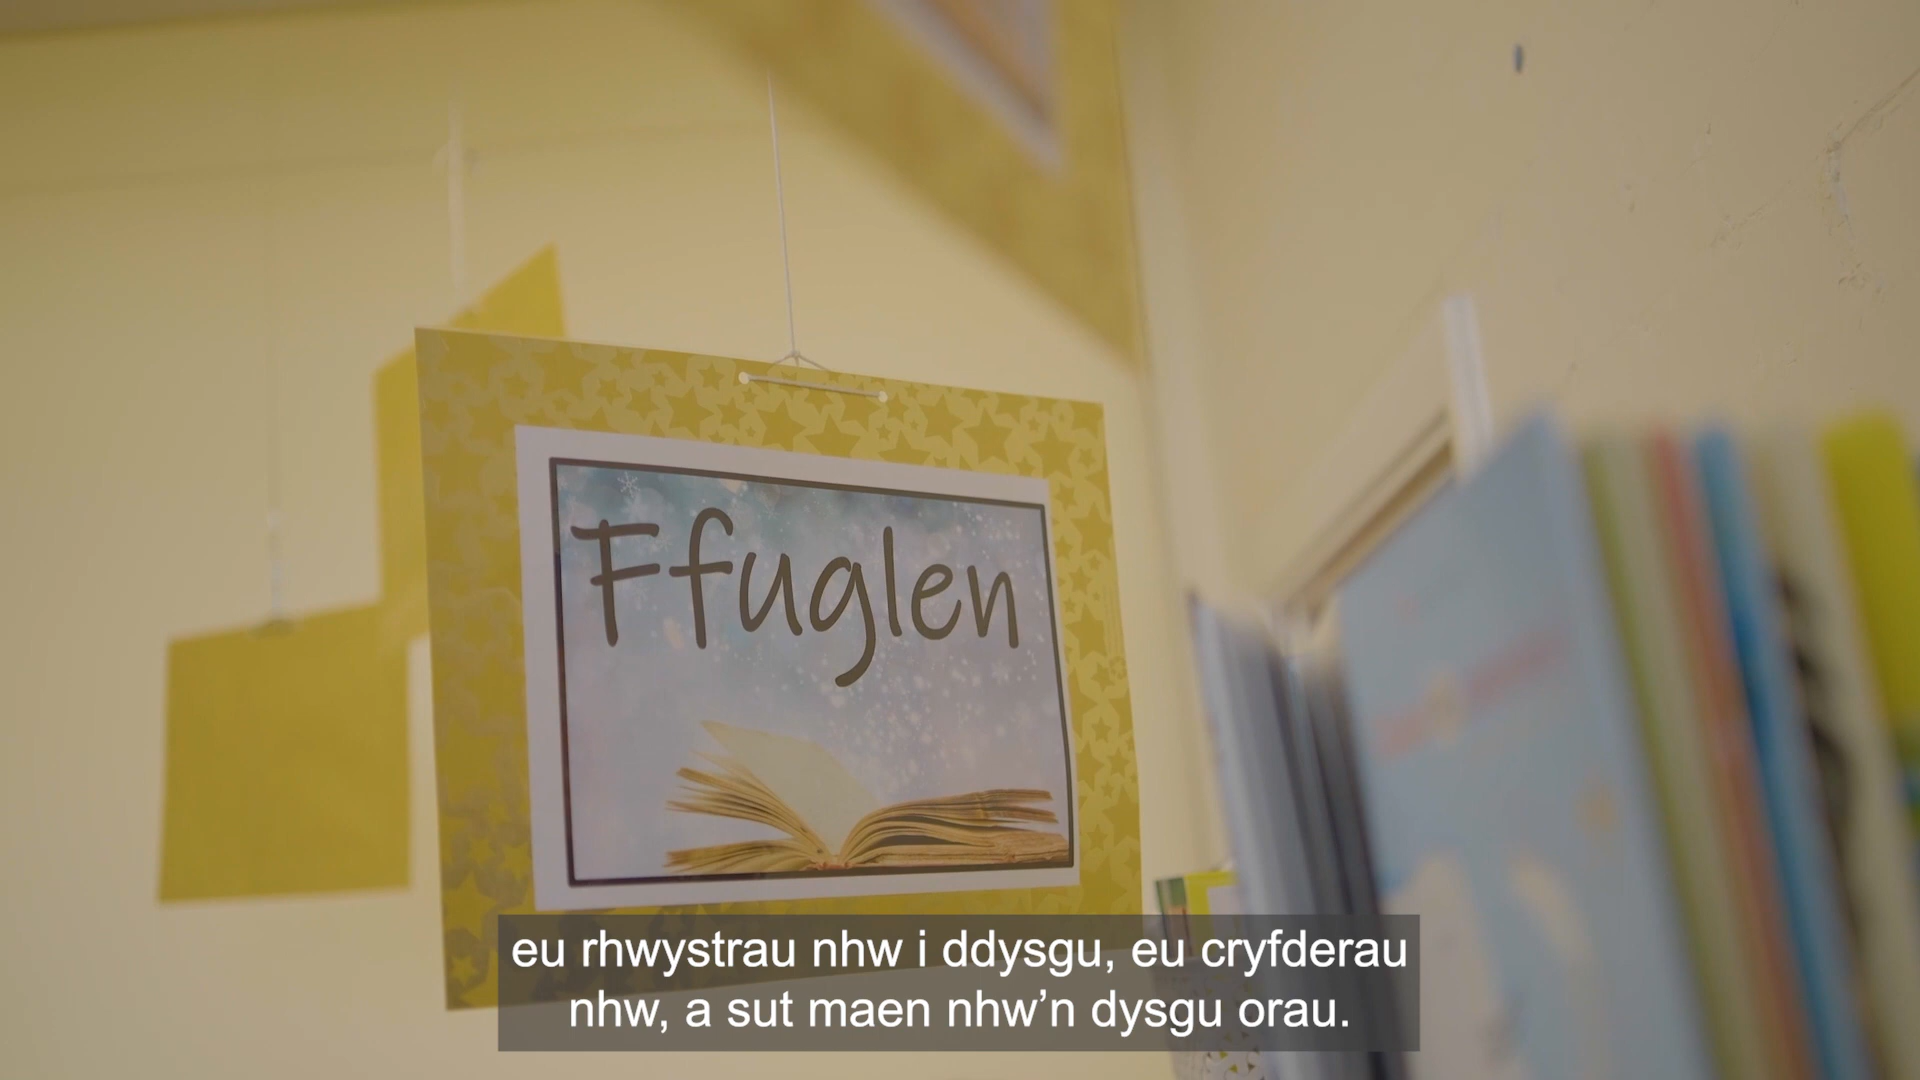 Ffuglen
eu rhwystrau nhw i ddysgu, eu cryfderau
nhw, a sut maen nhw’n dysgu orau.